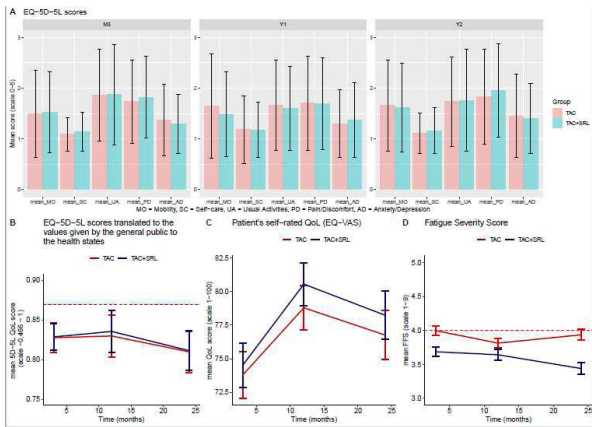 A EQ-5D-5L scores
M3 Y1 Y2
3 3 3
2 2 2
1 1 1
0 0 0
Mean score (scale 0-5)
Group
TAC
TAC+SRL
mean_MO mean_SC mean_UA mean_PD mean_AD mean_MO mean_SC mean_UA mean_PD mean_AD mean_MO mean_SC mean_UA mean_PD mean_AD
MO = Mobility, SC = Self-care, UA = Usual Activities, PD = Pain/Discomfort, AD = Anxiety/Depression
B EQ-5D-5L scores translated to the
values given by the general public to
the health states
TAC TAC+SRL
mean 5D-5L QoL score
(scale -0,466 - 1)
0.90
0.85
0.80
0.75
5 10 15 20 25
Time (months)
C Patient's self-rated QoL (EQ-VAS)
TAC TAC+SRL
mean QoL score (scale 1-100)
82.5
80.0
77.5
75.0
72.5
5 10 15 20 25
Time (months)
D Fatigue Severity Score
TAC TAC+SRL
mean FFS (scale 1-9)
5.0
4.5
4.0
3.5
3.0
5 10 15 20 25
Time (months)